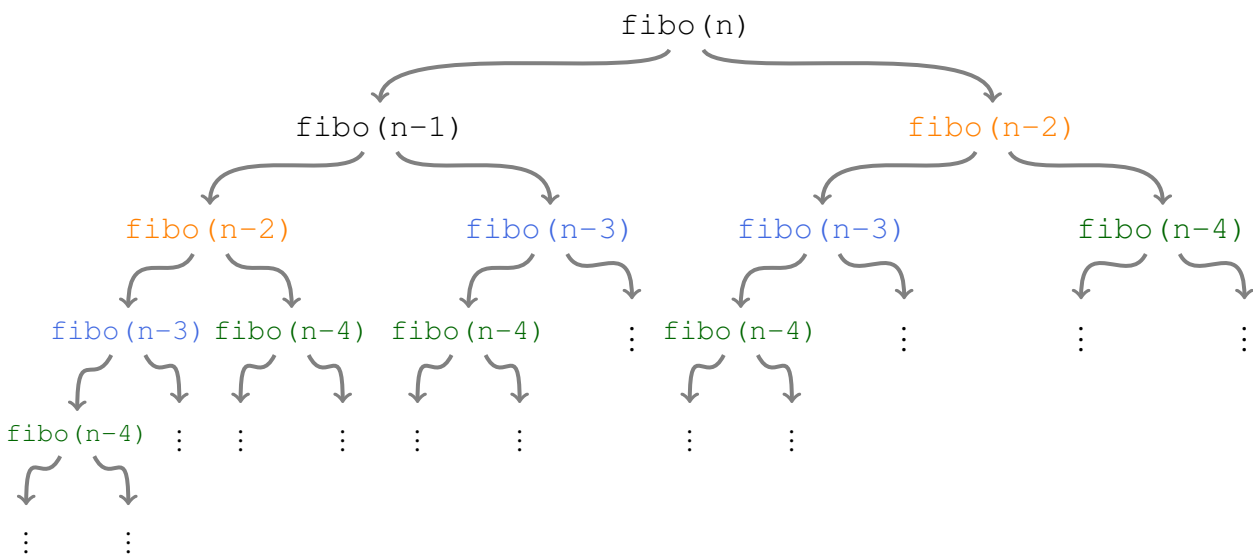 fibo(n)
fibo(n-1) fibo(n-2)
fibo(n-2) fibo(n-3) fibo(n-3) fibo(n-4)
fibo(n-3) fibo(n-4) fibo(n-4) ⋮ fibo(n-4) ⋮ ⋮ ⋮
fibo(n-4) ⋮ ⋮ ⋮ ⋮ ⋮ ⋮ ⋮
⋮ ⋮